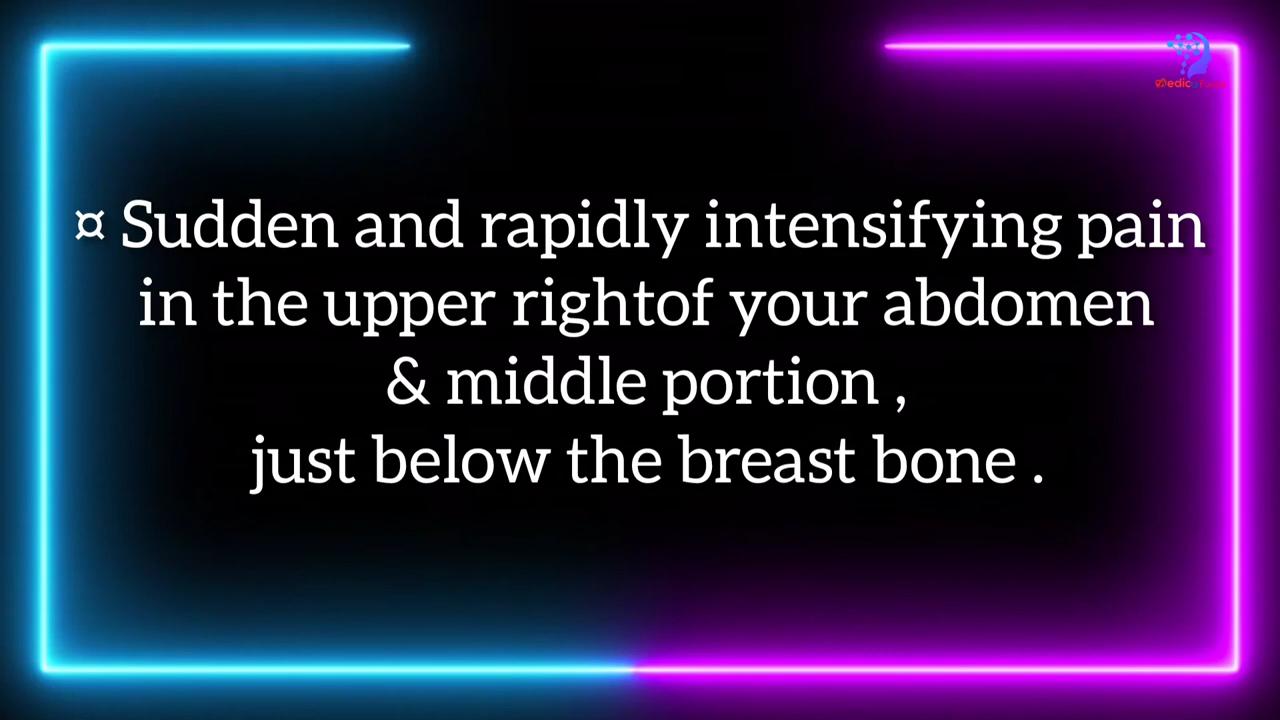 ¤ Sudden and rapidly intensifying pain
in the upper rightof your abdomen
& middle portion ,
just below the breast bone .